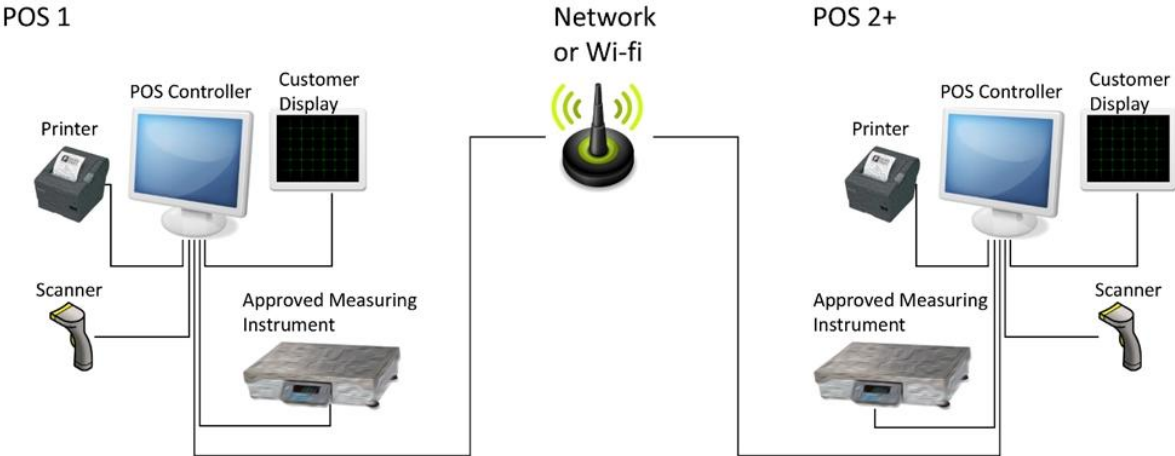 POS 1
Network
or Wi-fi
POS 2+
POS Controller
Customer
Display
Printer
Scanner
Approved Measuring
Instrument
POS Controller
Customer
Display
Printer
Approved Measuring
Instrument
Scanner